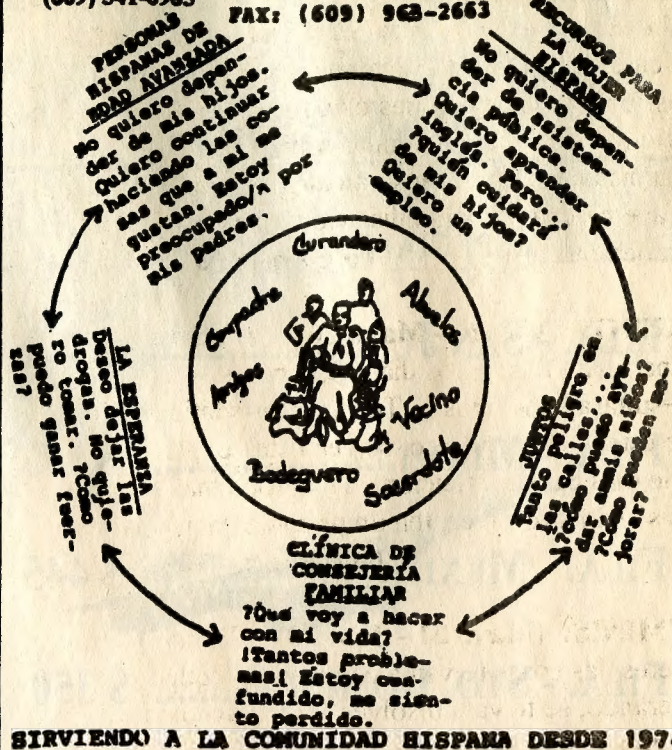 FAX: (609) 963-2663
PERSONAS
HISPANAS DE
EDAD AVANZADA
No quiero depen-
der de mis hijos.
Quiero continuar
haciendo las co-
sas que a mi me
gustan. Estoy
preocupado/a por
mis padres.
RECURSOS PARA
LA MUJER
HISPANA
No quiero depen-
der de asisten-
cia pública.
Quiero aprender
inglés. Pero...
?quién cuidará
de mis hijos?
Quiero un
empleo.
Curandero
Compadre
Abuelos
Amigos
Vecino
Bodeguero
Sacerdote
LA ESPERANZA
Deseo dejar las
drogas. No quie-
ro tomar. ?Cómo
puedo ganar fuer-
zas?
JUNTOS
Tanto peligro en
las calles,...
?cómo puedo ayu-
dar a mis niños?
?Cómo pueden me-
jorar?
CLÍNICA DE
CONSEJERÍA
FAMILIAR
?Qué voy a hacer
con mi vida?
!Tantos proble-
mas! Estoy con-
fundido, me sien-
to perdido.
SIRVIENDO A LA COMUNIDAD HISPANA DESDE